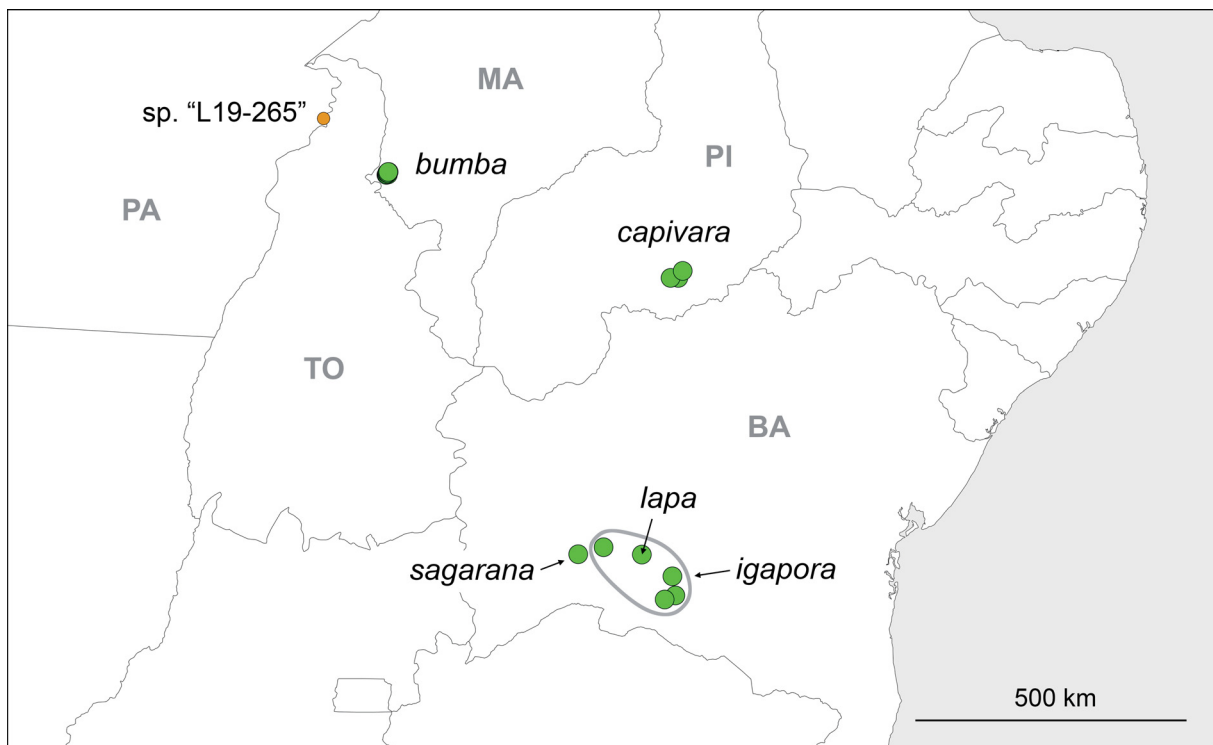 MA
sp. “L19-265”
bumba
PI
PA
capivara
TO
BA
lapa
sagarana
igapora
500 km